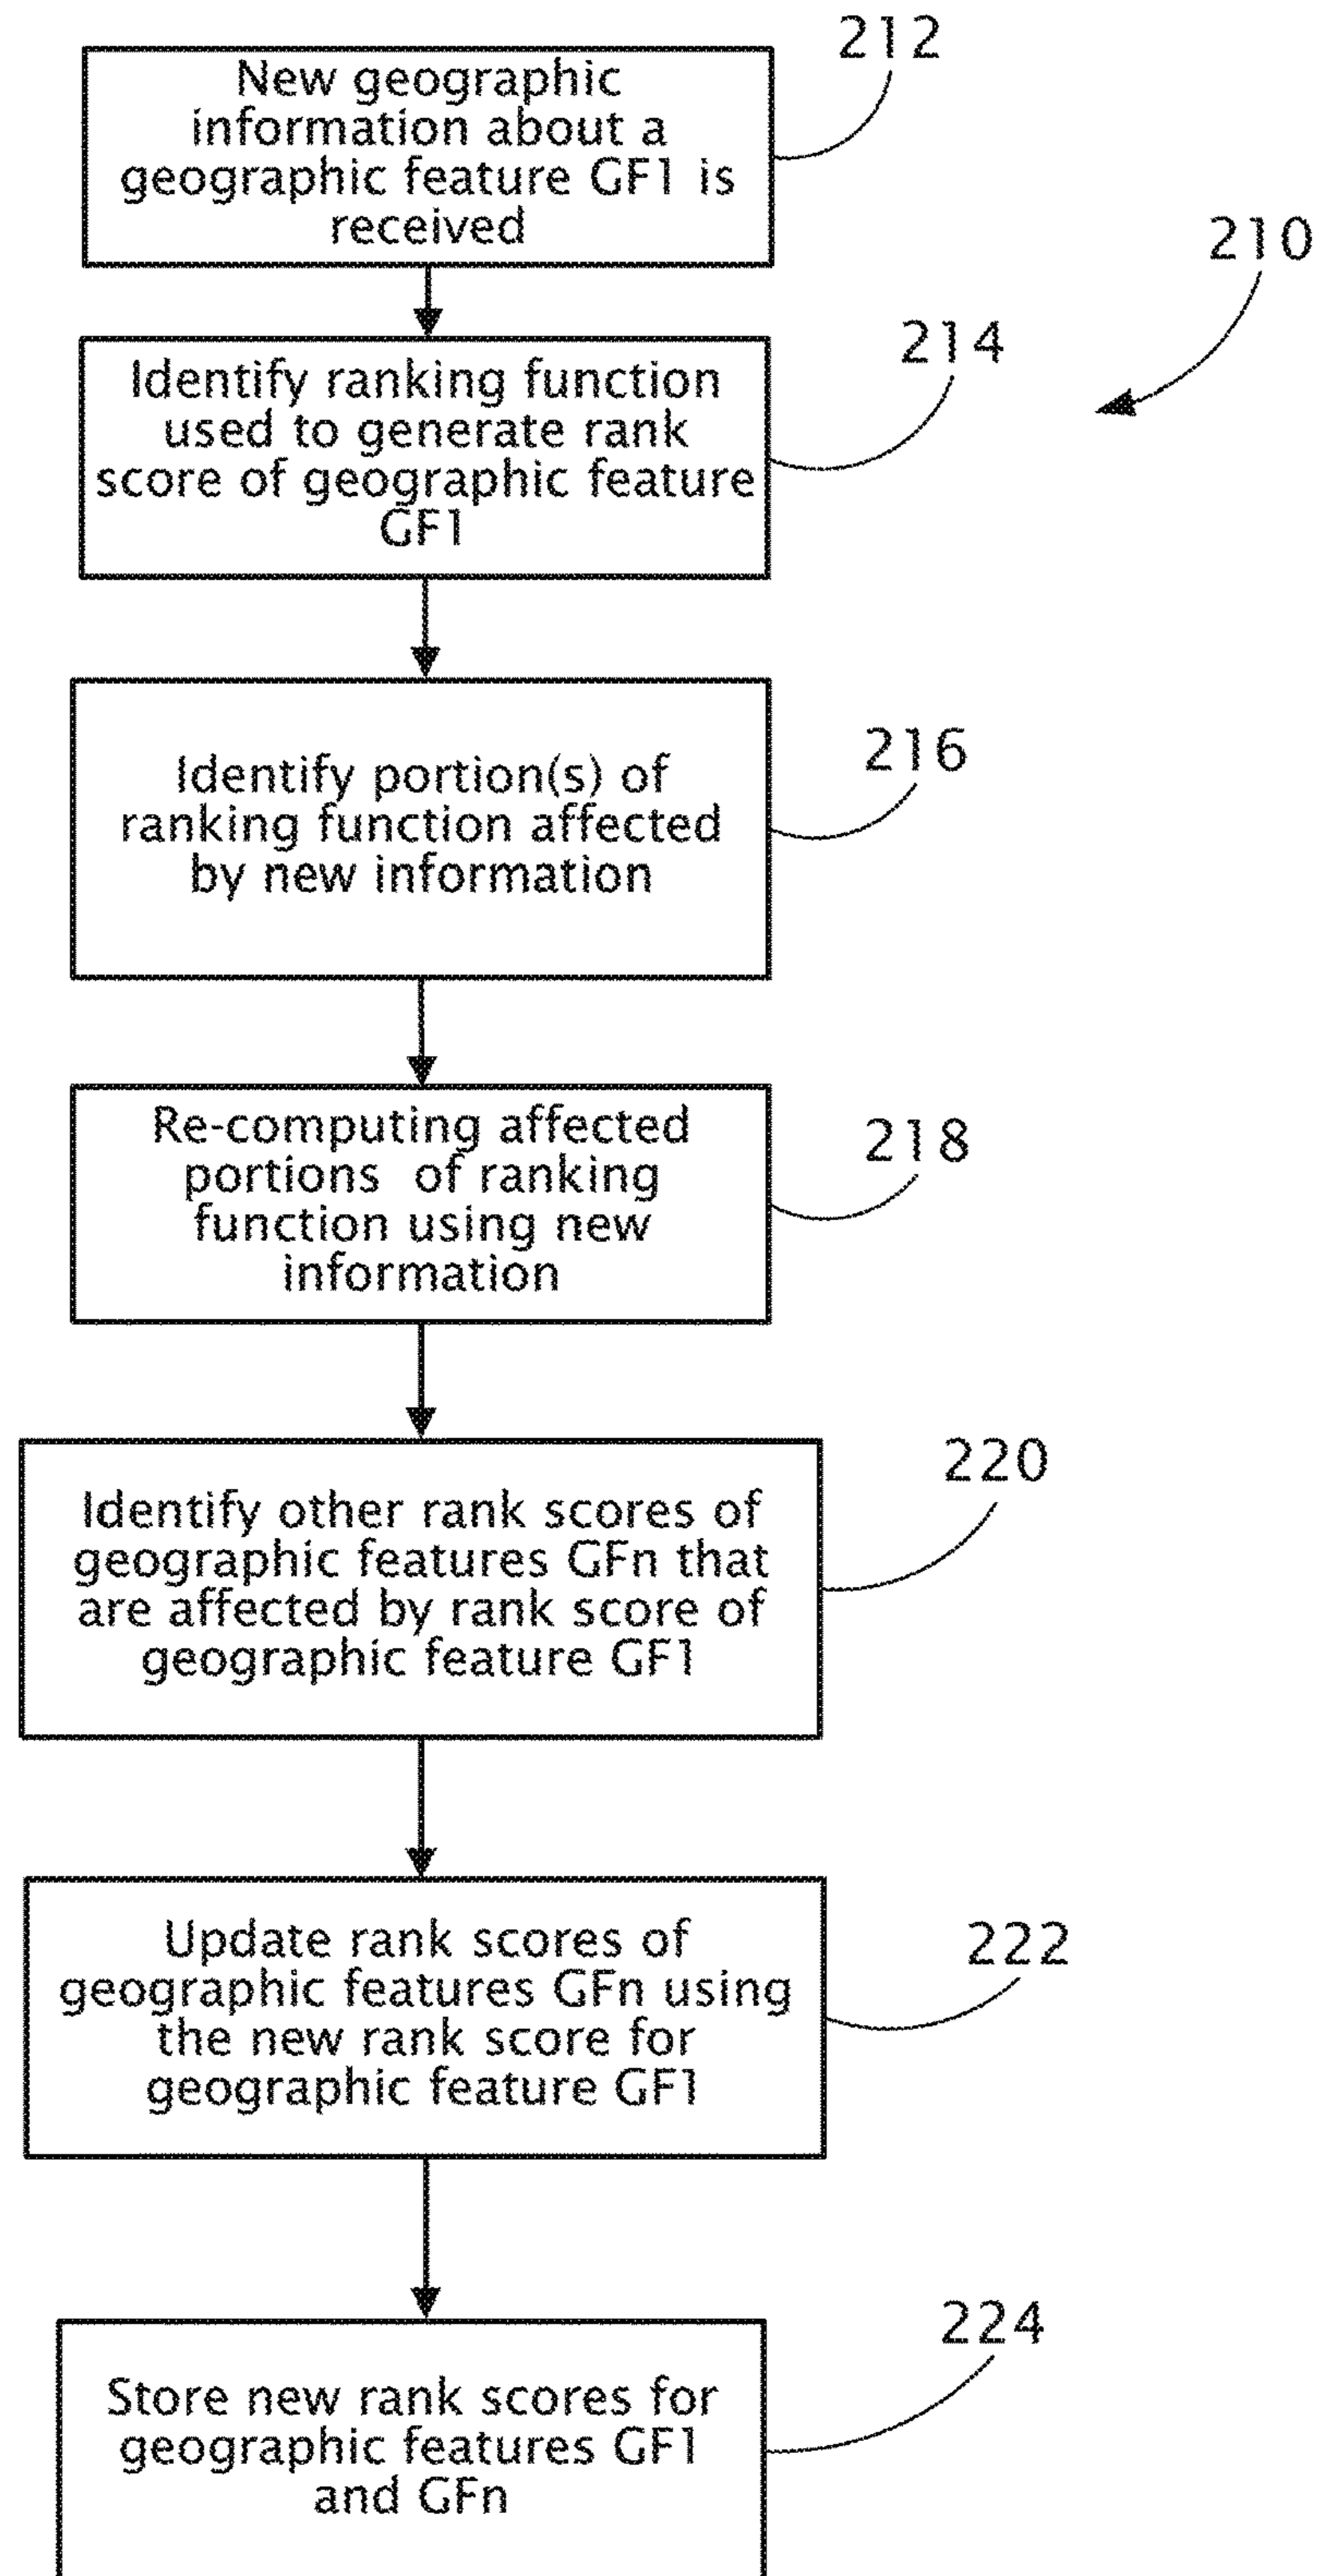 212
New geographic
information about a
geographic feature GF1 is
received
210
214
Identify ranking function
used to generate rank
score of geographic feature
GF1
216
Identify portion(s) of
ranking function affected
by new information
218
Re-computing affected
portions of ranking
function using new
information
220
Identify other rank scores of
geographic features GFn that
are affected by rank score of
geographic feature GF1
222
Update rank scores of
geographic features GFn using
the new rank score for
geographic feature GF1
224
Store new rank scores for
geographic features GF1
and GFn